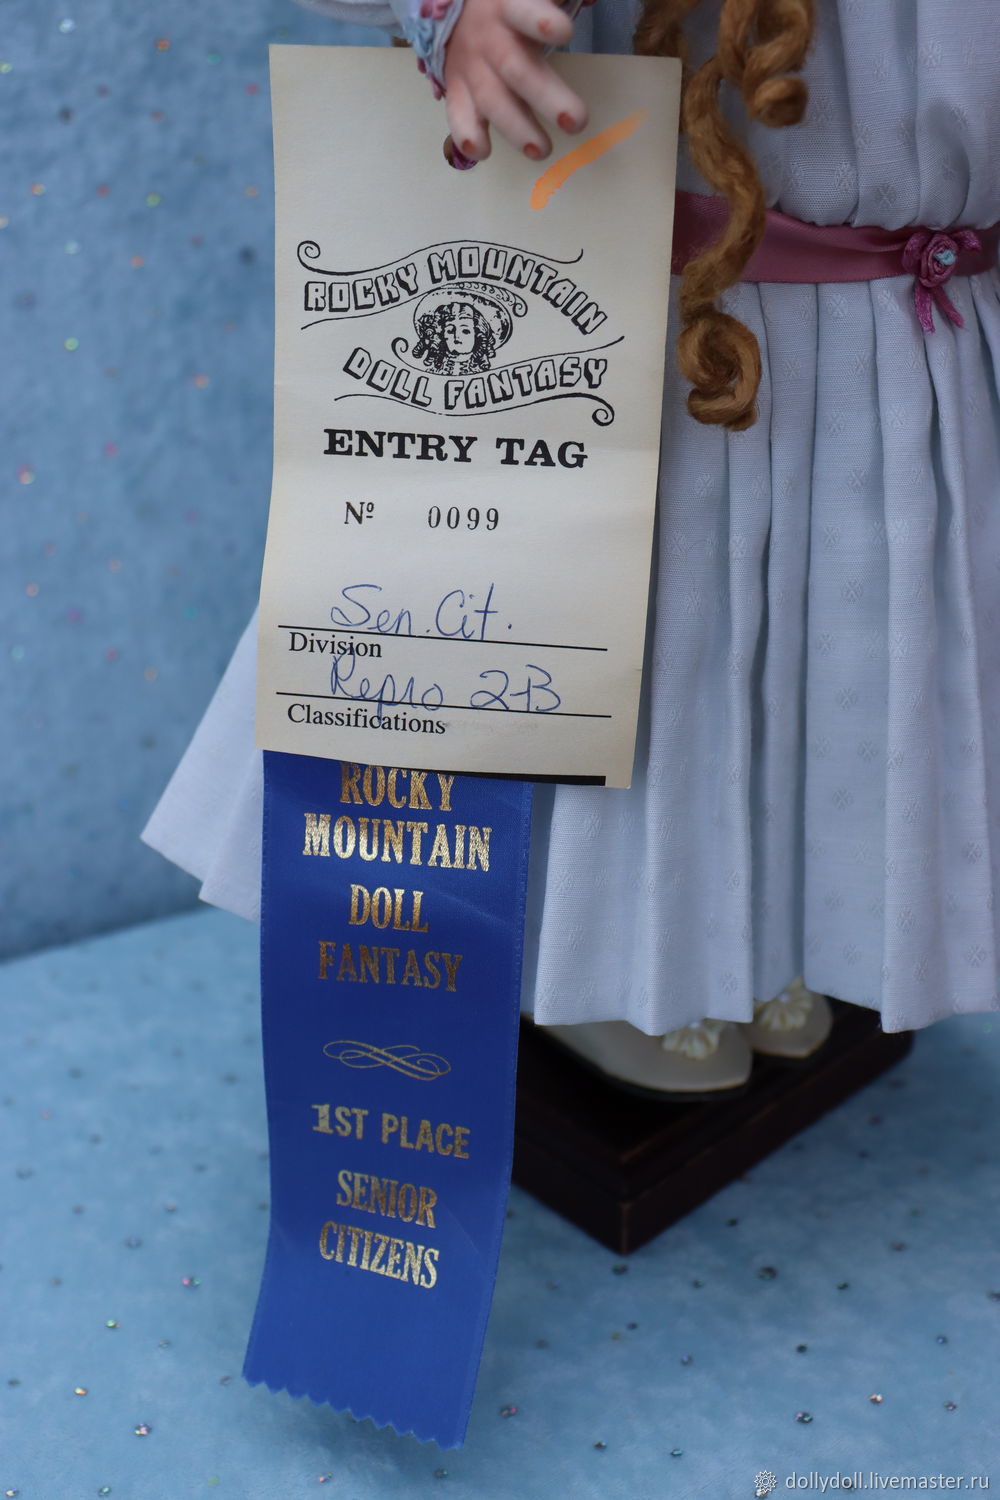 ROCKY MOUNTAIN
DOLL FANTASY
ENTRY TAG
Nº 0099
Sen. Cit.
Division
Repro 2-B
Classifications
ROCKY
MOUNTAIN
DOLL
FANTASY
1ST PLACE
SENIOR
CITIZENS
dollydoll.livemaster.ru